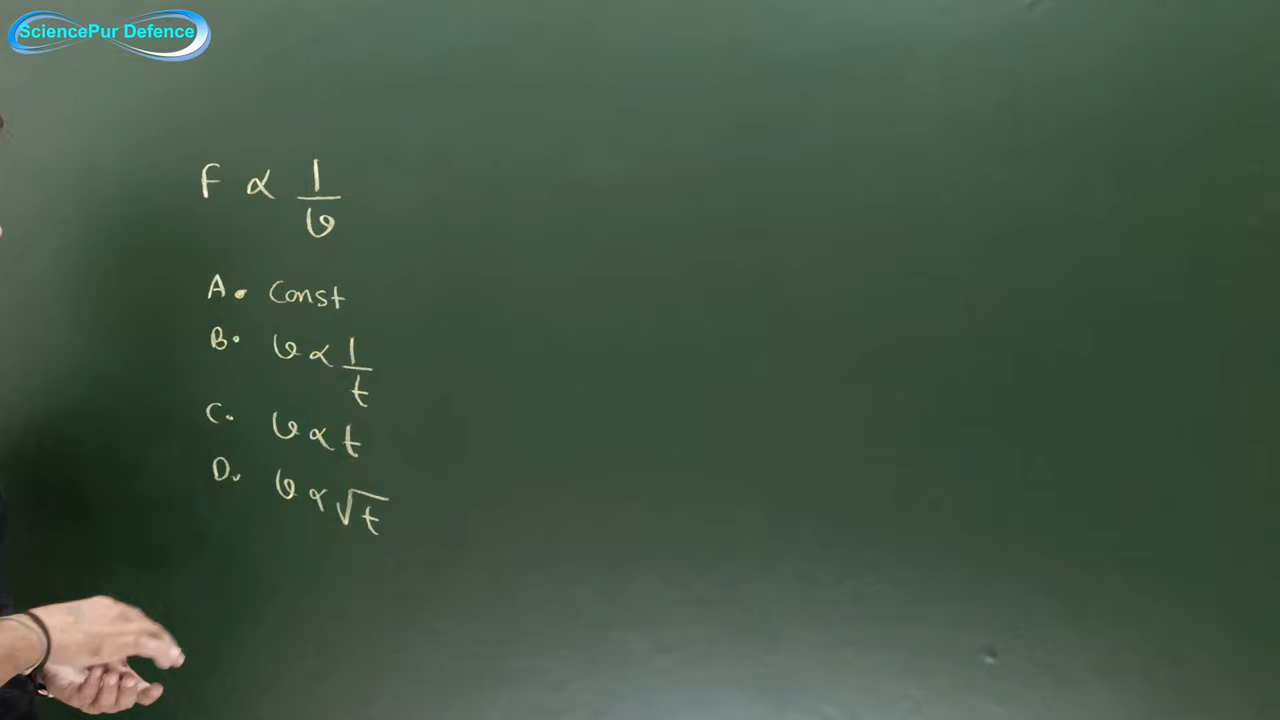 SciencePur Defence
F ∝ 1/v
A. Const
B. v ∝ 1/t
C. v ∝ t
D. v ∝ √t